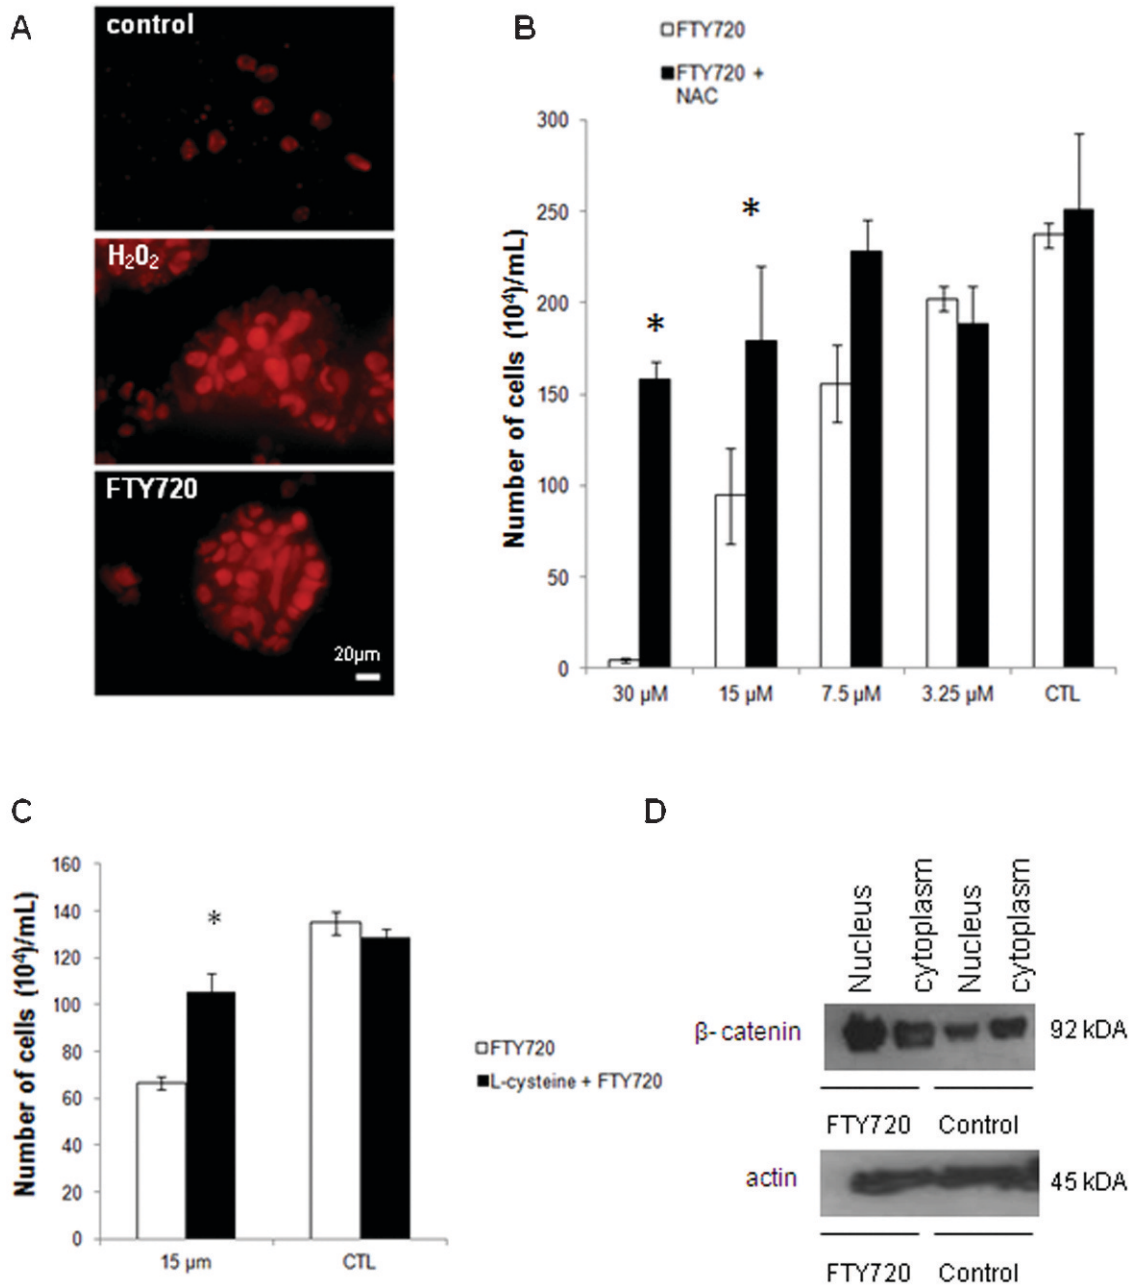 A
control
H₂0₂
FTY720
20µm
B
FTY720
FTY720 +
NAC
Number of cells (10⁴)/mL)
300
250
200
150
100
50
0
*
*
30 µM
15 µM
7.5 µM
3.25 µM
CTL
C
Number of cells (10⁴)/mL)
160
140
120
100
80
60
40
20
0
*
15 µm
CTL
FTY720
L-cysteine + FTY720
D
Nucleus
cytoplasm
Nucleus
cytoplasm
β- catenin
92 kDA
FTY720
Control
actin
45 kDA
FTY720
Control